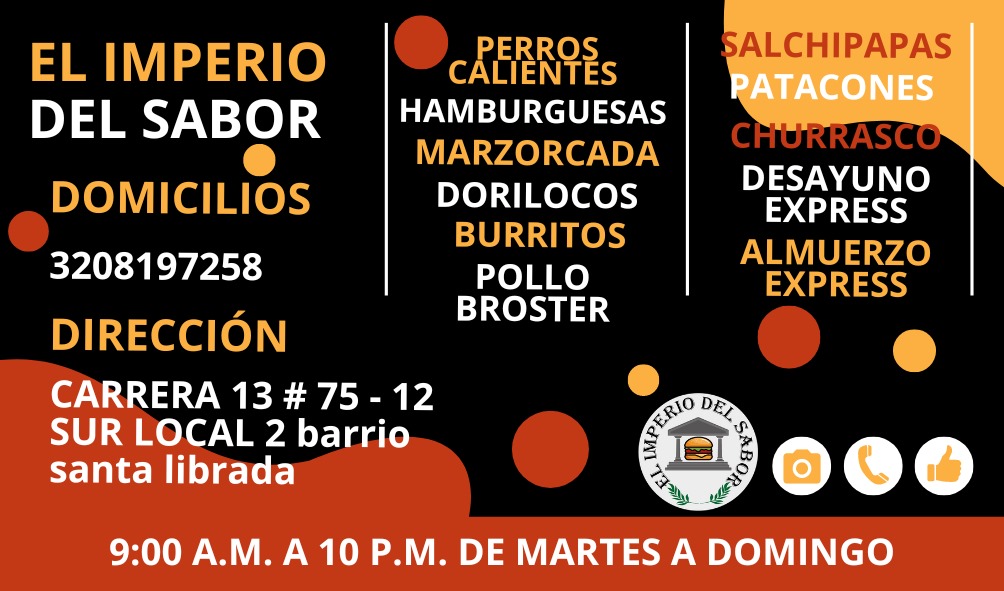 EL IMPERIO
DEL SABOR
DOMICILIOS
3208197258
DIRECCIÓN
CARRERA 13 # 75 - 12
SUR LOCAL 2 barrio
santa librada
PERROS
CALIENTES
HAMBURGUESAS
MARZORCADA
DORILOCOS
BURRITOS
POLLO
BROSTER
SALCHIPAPAS
PATACONES
CHURRASCO
DESAYUNO
EXPRESS
ALMUERZO
EXPRESS
EL IMPERIO DEL SABOR
9:00 A.M. A 10 P.M. DE MARTES A DOMINGO